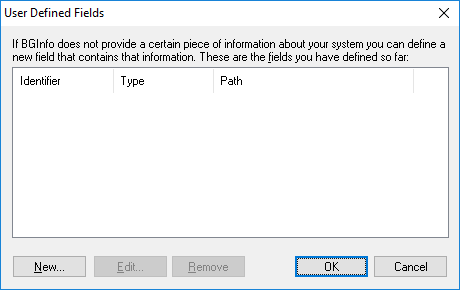 User Defined Fields
If BGInfo does not provide a certain piece of information about your system you can define a
new field that contains that information. These are the fields you have defined so far:
Identifier Type Path
New... Edit... Remove OK Cancel